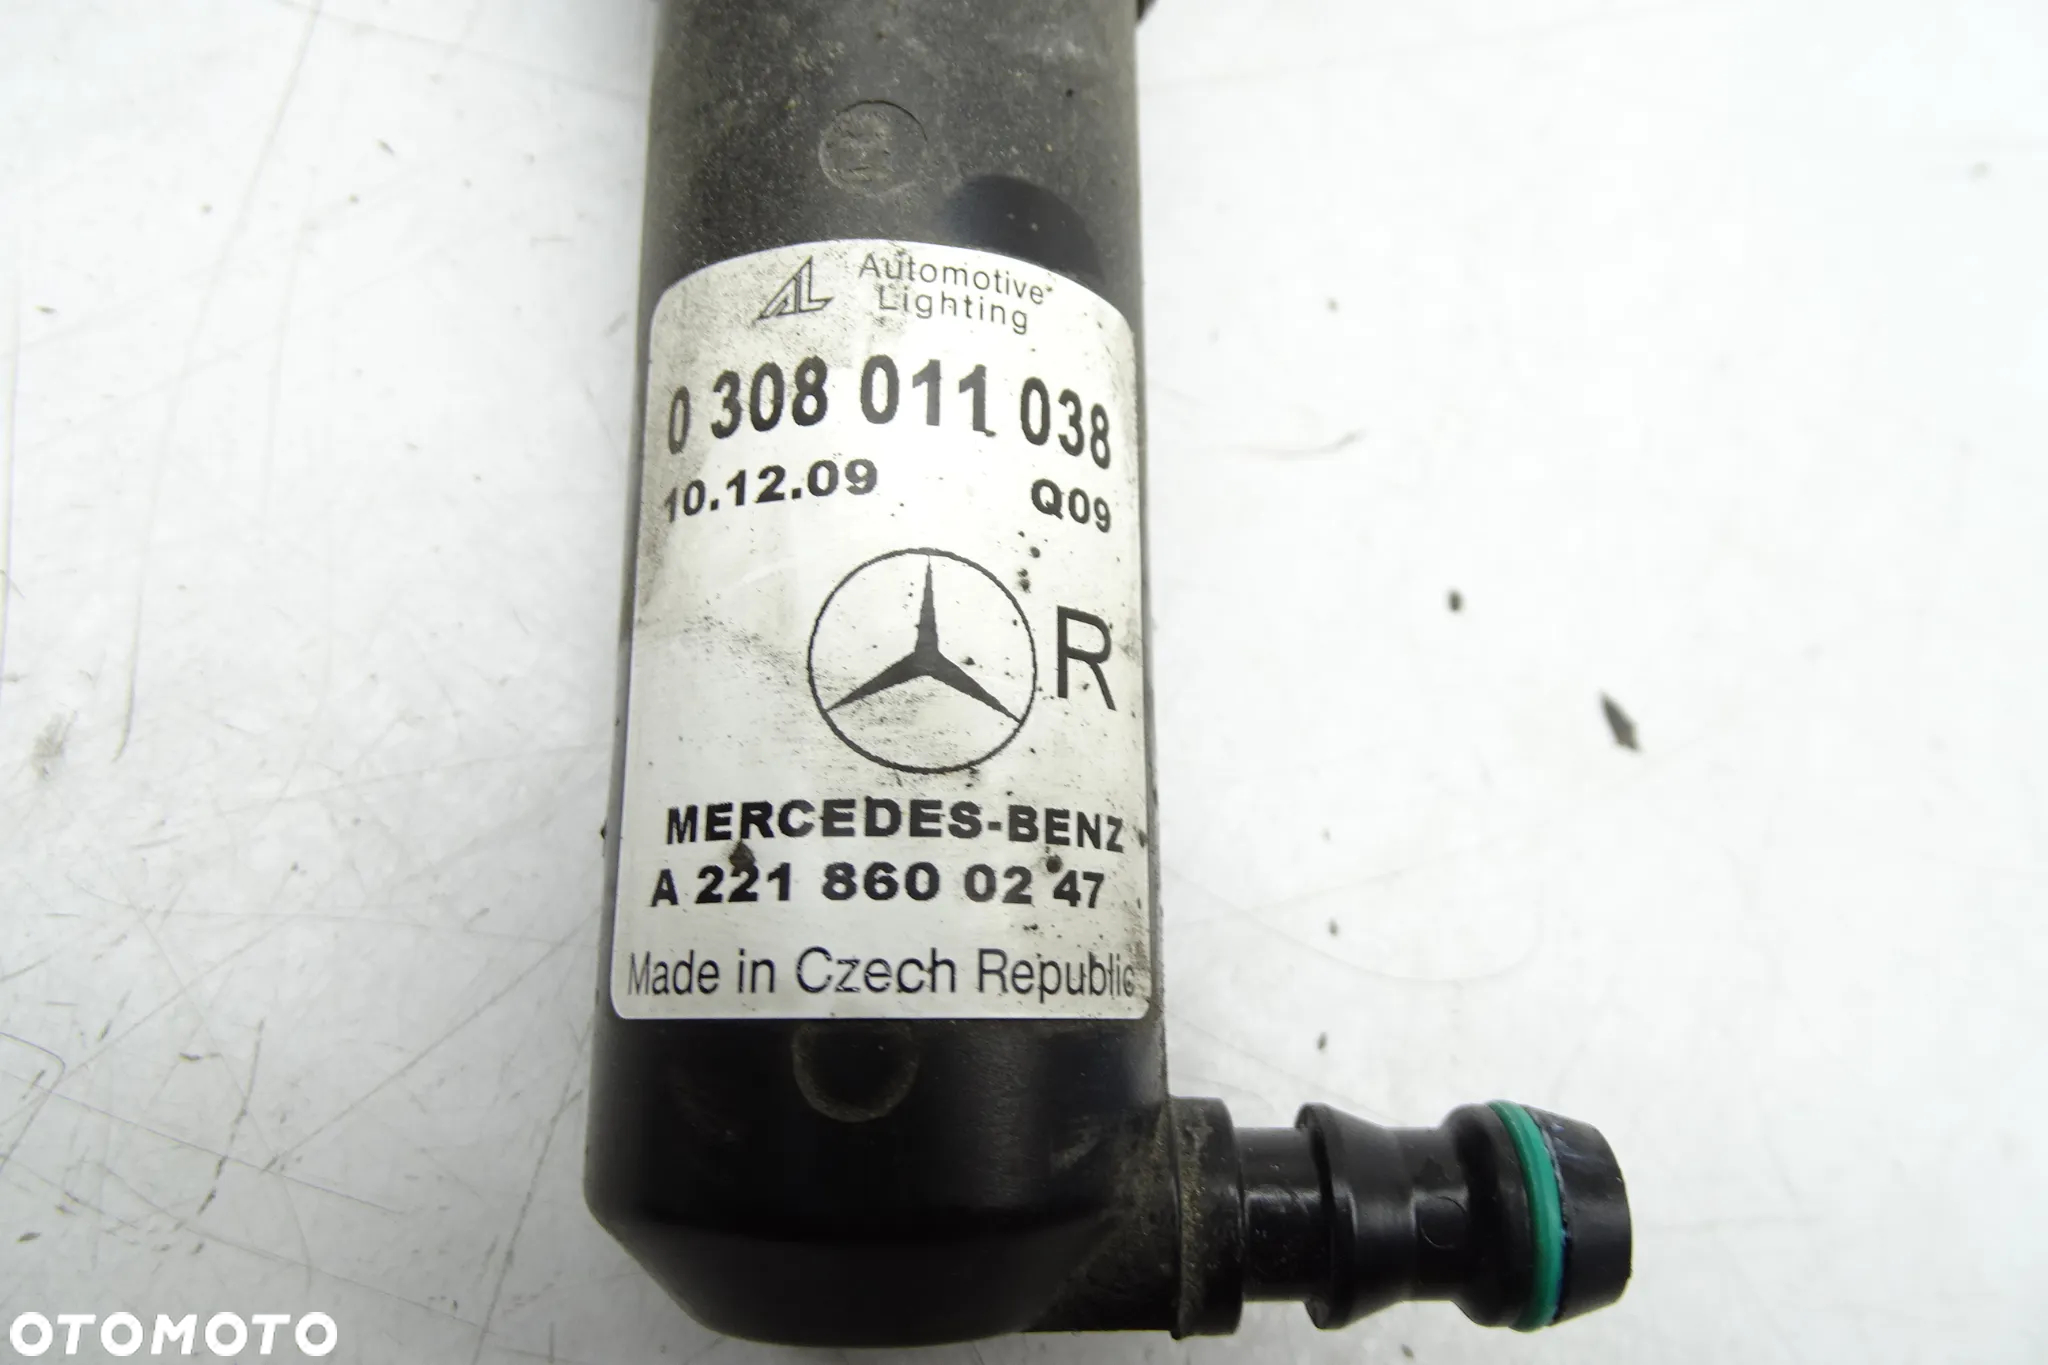 AL Automotive
Lighting
0 308 011 038
10.12.09 Q09
R
MERCEDES-BENZ
A 221 860 02 47
Made in Czech Republic
OTOMOTO